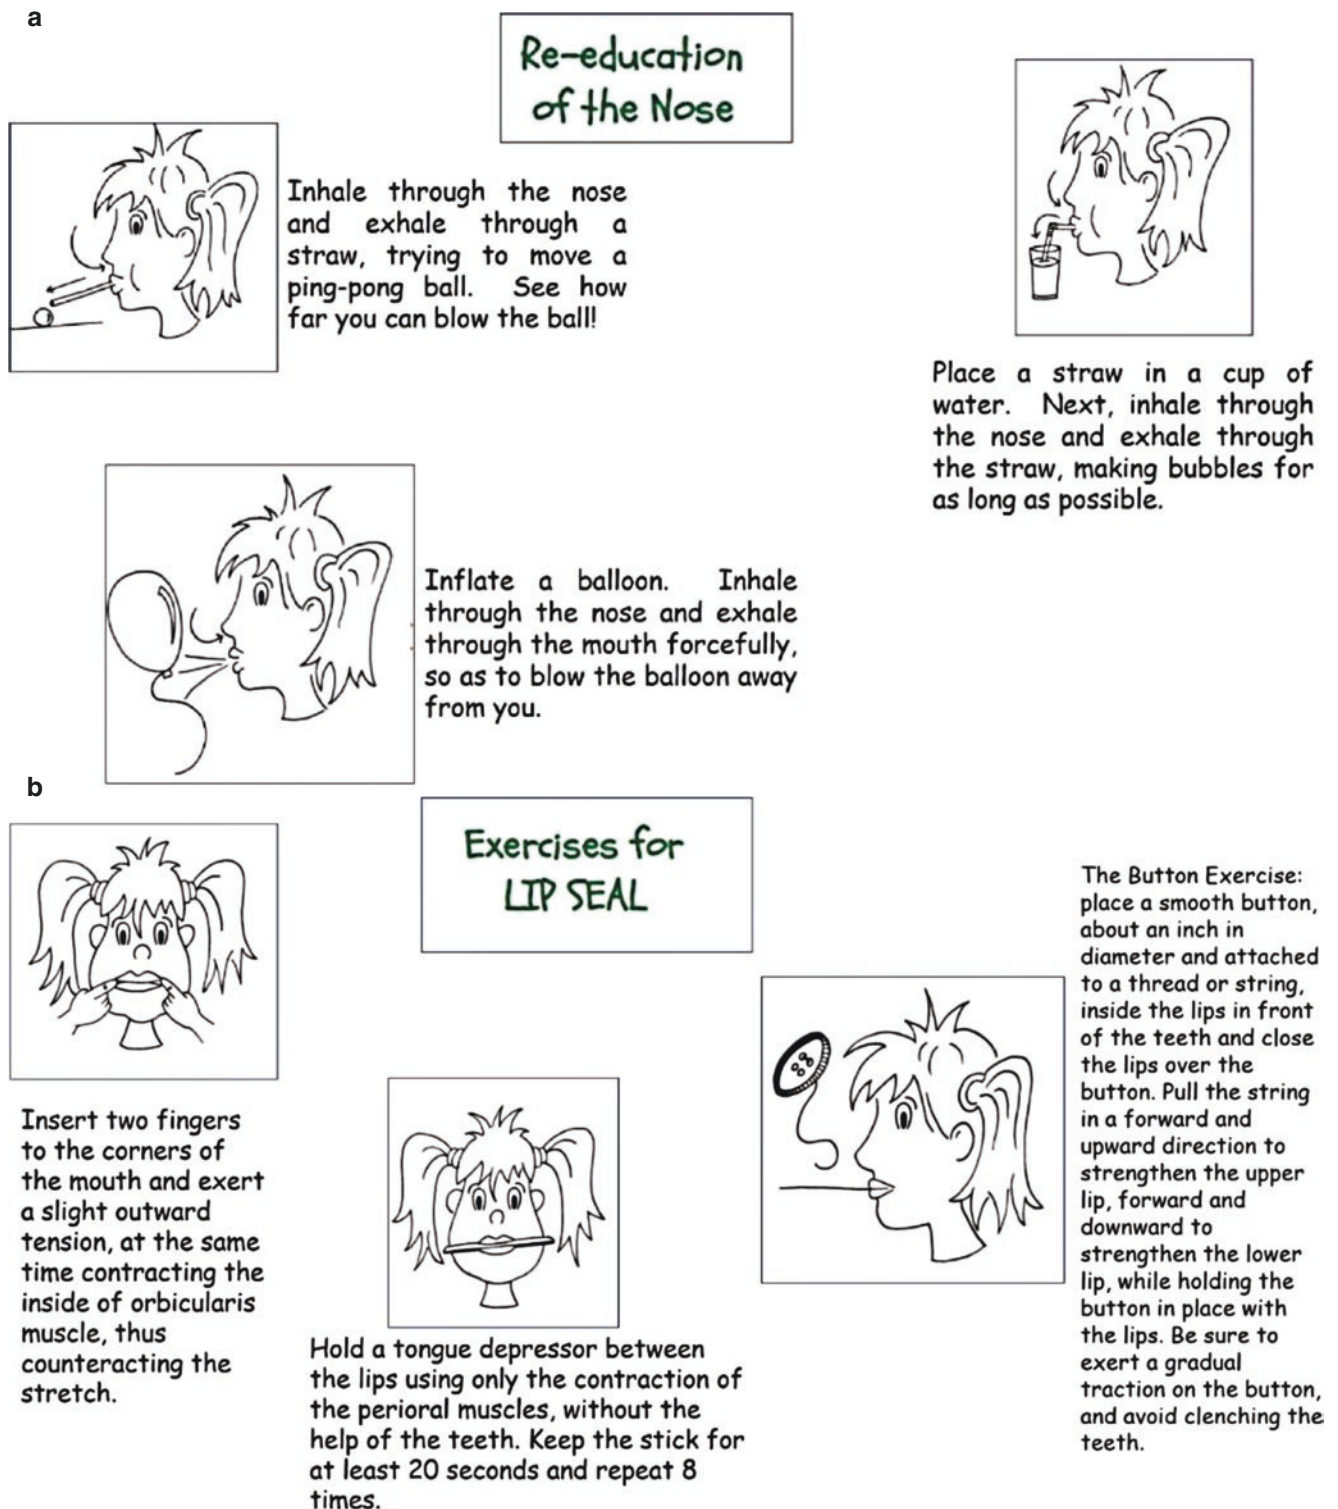 a
Re-education
of the Nose
Inhale through the nose
and exhale through a
straw, trying to move a
ping-pong ball. See how
far you can blow the ball!
Place a straw in a cup of
water. Next, inhale through
the nose and exhale through
the straw, making bubbles for
as long as possible.
Inflate a balloon. Inhale
through the nose and exhale
through the mouth forcefully,
so as to blow the balloon away
from you.
b
Exercises for
LIP SEAL
Insert two fingers
to the corners of
the mouth and exert
a slight outward
tension, at the same
time contracting the
inside of orbicularis
muscle, thus
counteracting the
stretch.
Hold a tongue depressor between
the lips using only the contraction of
the perioral muscles, without the
help of the teeth. Keep the stick for
at least 20 seconds and repeat 8
times.
The Button Exercise:
place a smooth button,
about an inch in
diameter and attached
to a thread or string,
inside the lips in front
of the teeth and close
the lips over the
button. Pull the string
in a forward and
upward direction to
strengthen the upper
lip, forward and
downward to
strengthen the lower
lip, while holding the
button in place with
the lips. Be sure to
exert a gradual
traction on the button,
and avoid clenching the
teeth.